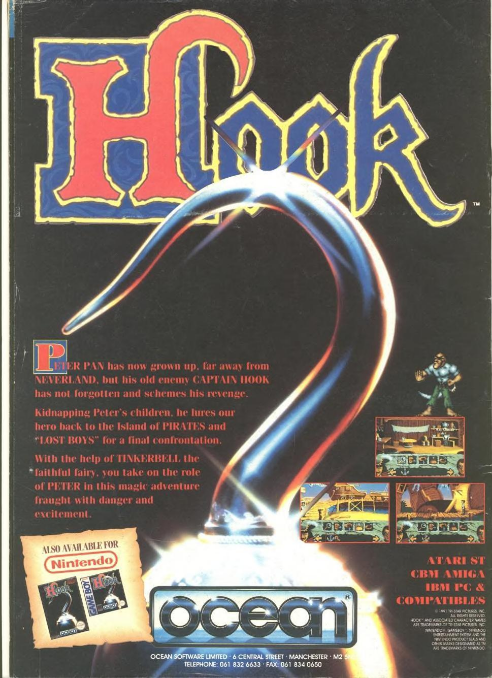 Hook ™
PETER PAN has now grown up, far away from
NEVERLAND, but his old enemy CAPTAIN HOOK
has not forgotten and schemes his revenge.
Kidnapping Peter's children, he lures our
hero back to the Island of PIRATES and
"LOST BOYS" for a final confrontation.
With the help of TINKERBELL the
faithful fairy, you take on the role
of PETER in this magic adventure
fraught with danger and
excitement.
ALSO AVAILABLE FOR
Nintendo
Hook
Hook
GAME BOY
ATARI ST
CBM AMIGA
IBM PC &
COMPATIBLES
ocean
OCEAN SOFTWARE LIMITED · 6 CENTRAL STREET · MANCHESTER · M2
TELEPHONE: 061 832 6633 · FAX: 061 834 0650